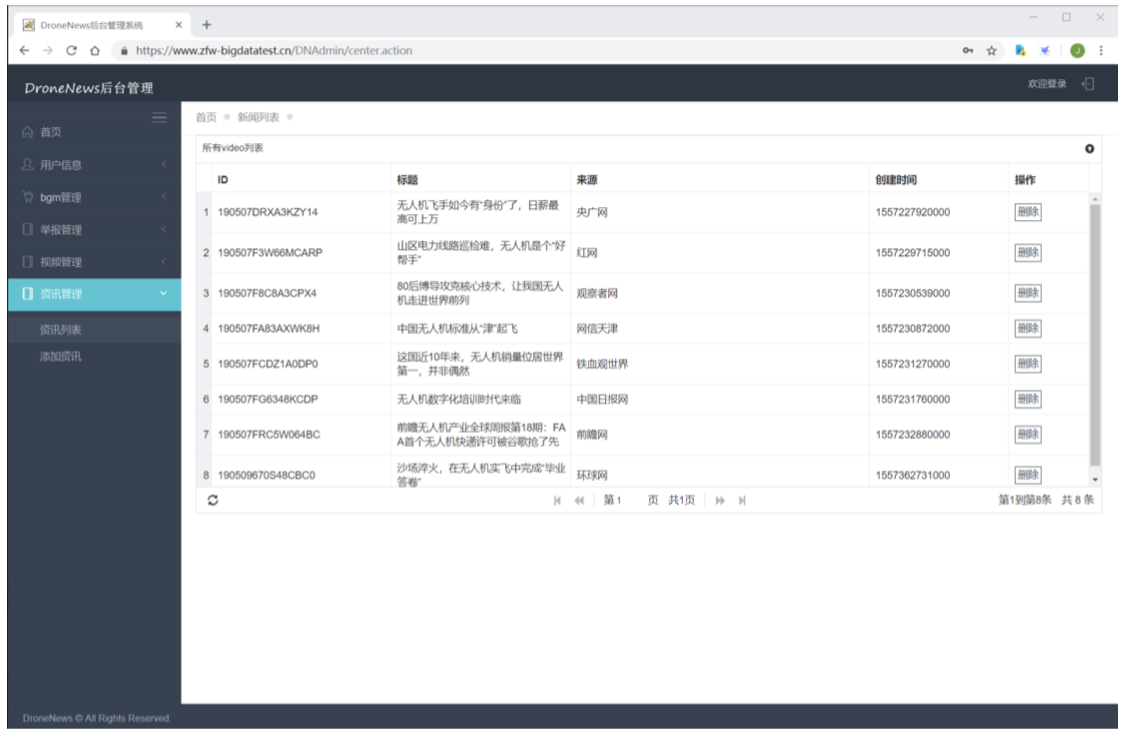 DroneNews后台管理系统
https://www.zfw-bigdatatest.cn/DNAdmin/center.action
J
DroneNews后台管理
欢迎登录
首页
用户信息
bgm管理
举报管理
视频管理
资讯管理
资讯列表
添加资讯
首页 新闻列表
所有video列表
ID 标题 来源 创建时间 操作
1 190507DRXA3KZY14 无人机飞手如今有“身份”了，日薪最 央广网 1557227920000 删除
高可上万
2 190507F3W66MCARP 山区电力线路巡检难，无人机是个“好 红网 1557229715000 删除
帮手”
3 190507F8C8A3CPX4 80后博导攻克核心技术，让我国无人 观察者网 1557230539000 删除
机走进世界前列
4 190507FA83AXWK8H 中国无人机标准从“津”起飞 网信天津 1557230872000 删除
5 190507FCDZ1A0DP0 这国近10年来，无人机销量位居世界 铁血观世界 1557231270000 删除
第一，并非偶然
6 190507FG6348KCDP 无人机数字化培训时代来临 中国日报网 1557231760000 删除
7 190507FRC5W064BC 前瞻无人机产业全球周报第18期：FA 前瞻网 1557232880000 删除
A首个无人机快递许可被谷歌抢了先
8 190509670S48CBC0 沙场淬火，在无人机实飞中完成“毕业 环球网 1557362731000 删除
答卷”
第 1 页 共1页 第1到第8条 共 8 条
DroneNews © All Rights Reserved.